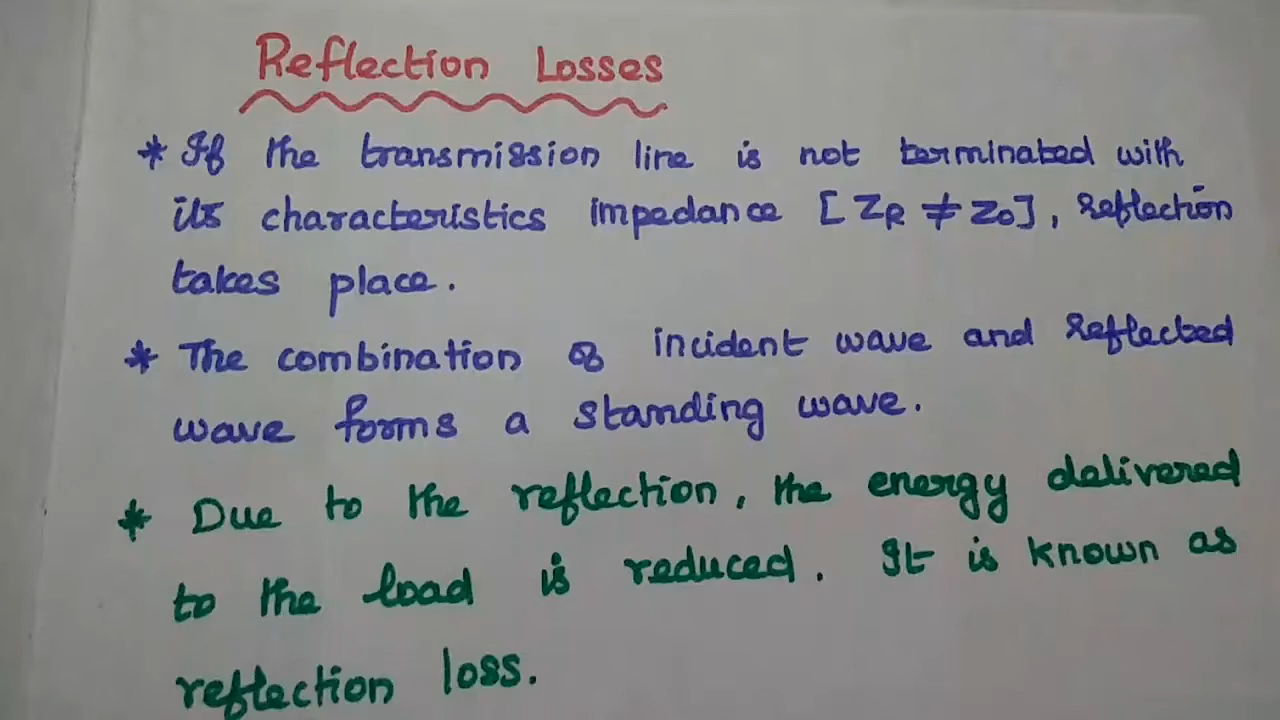 Reflection Losses
* If the transmission line is not terminated with
its characteristics impedance [ZR ≠ Zo], reflection
takes place.
* The combination of incident wave and reflected
wave forms a standing wave.
* Due to the reflection, the energy delivered
to the load is reduced. It is known as
reflection loss.